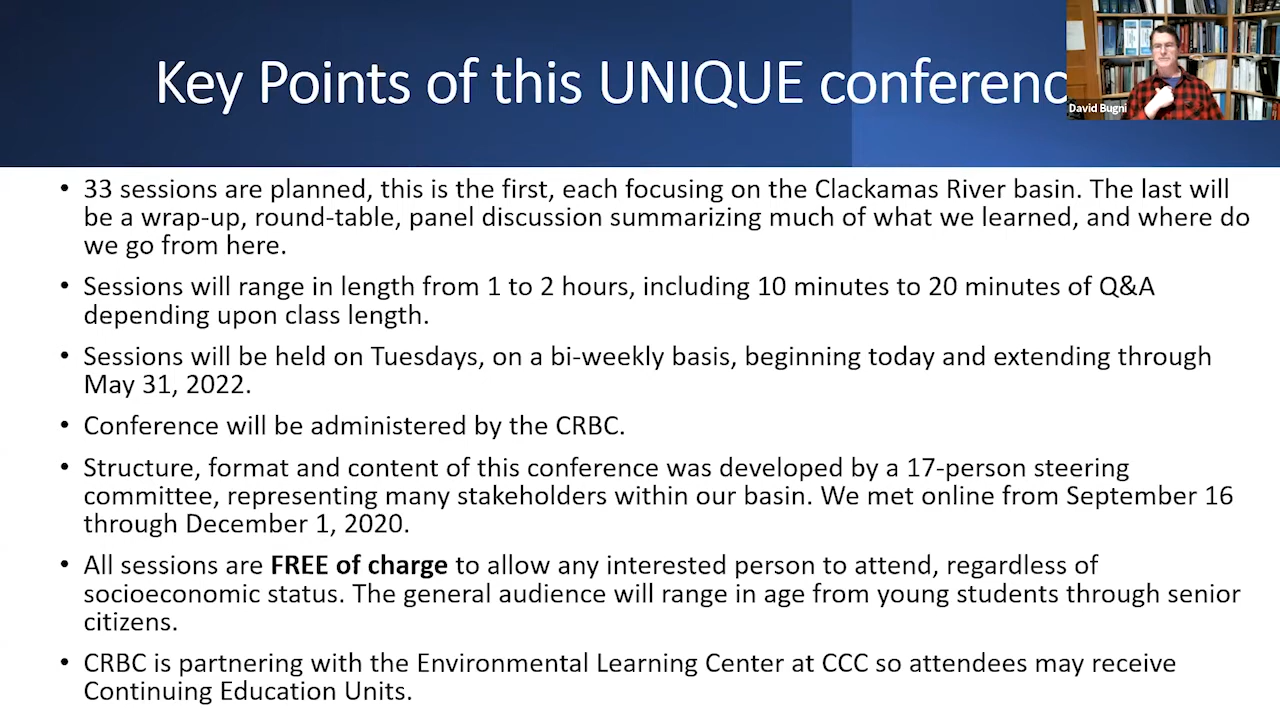 Key Points of this UNIQUE conferenc
David Bugni
• 33 sessions are planned, this is the first, each focusing on the Clackamas River basin. The last will
be a wrap-up, round-table, panel discussion summarizing much of what we learned, and where do
we go from here.
• Sessions will range in length from 1 to 2 hours, including 10 minutes to 20 minutes of Q&A
depending upon class length.
• Sessions will be held on Tuesdays, on a bi-weekly basis, beginning today and extending through
May 31, 2022.
• Conference will be administered by the CRBC.
• Structure, format and content of this conference was developed by a 17-person steering
committee, representing many stakeholders within our basin. We met online from September 16
through December 1, 2020.
• All sessions are FREE of charge to allow any interested person to attend, regardless of
socioeconomic status. The general audience will range in age from young students through senior
citizens.
• CRBC is partnering with the Environmental Learning Center at CCC so attendees may receive
Continuing Education Units.